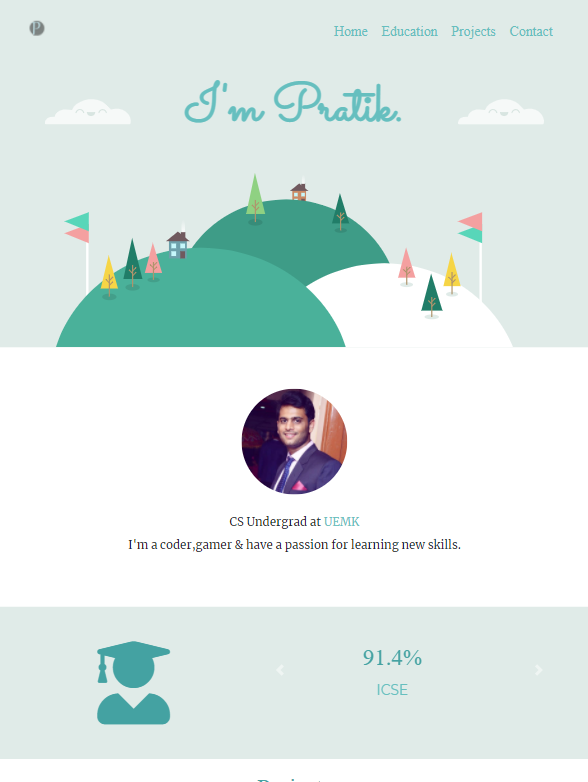 P
Home Education Projects Contact
I'm Pratik.
CS Undergrad at UEMK
I'm a coder,gamer & have a passion for learning new skills.
91.4%
ICSE